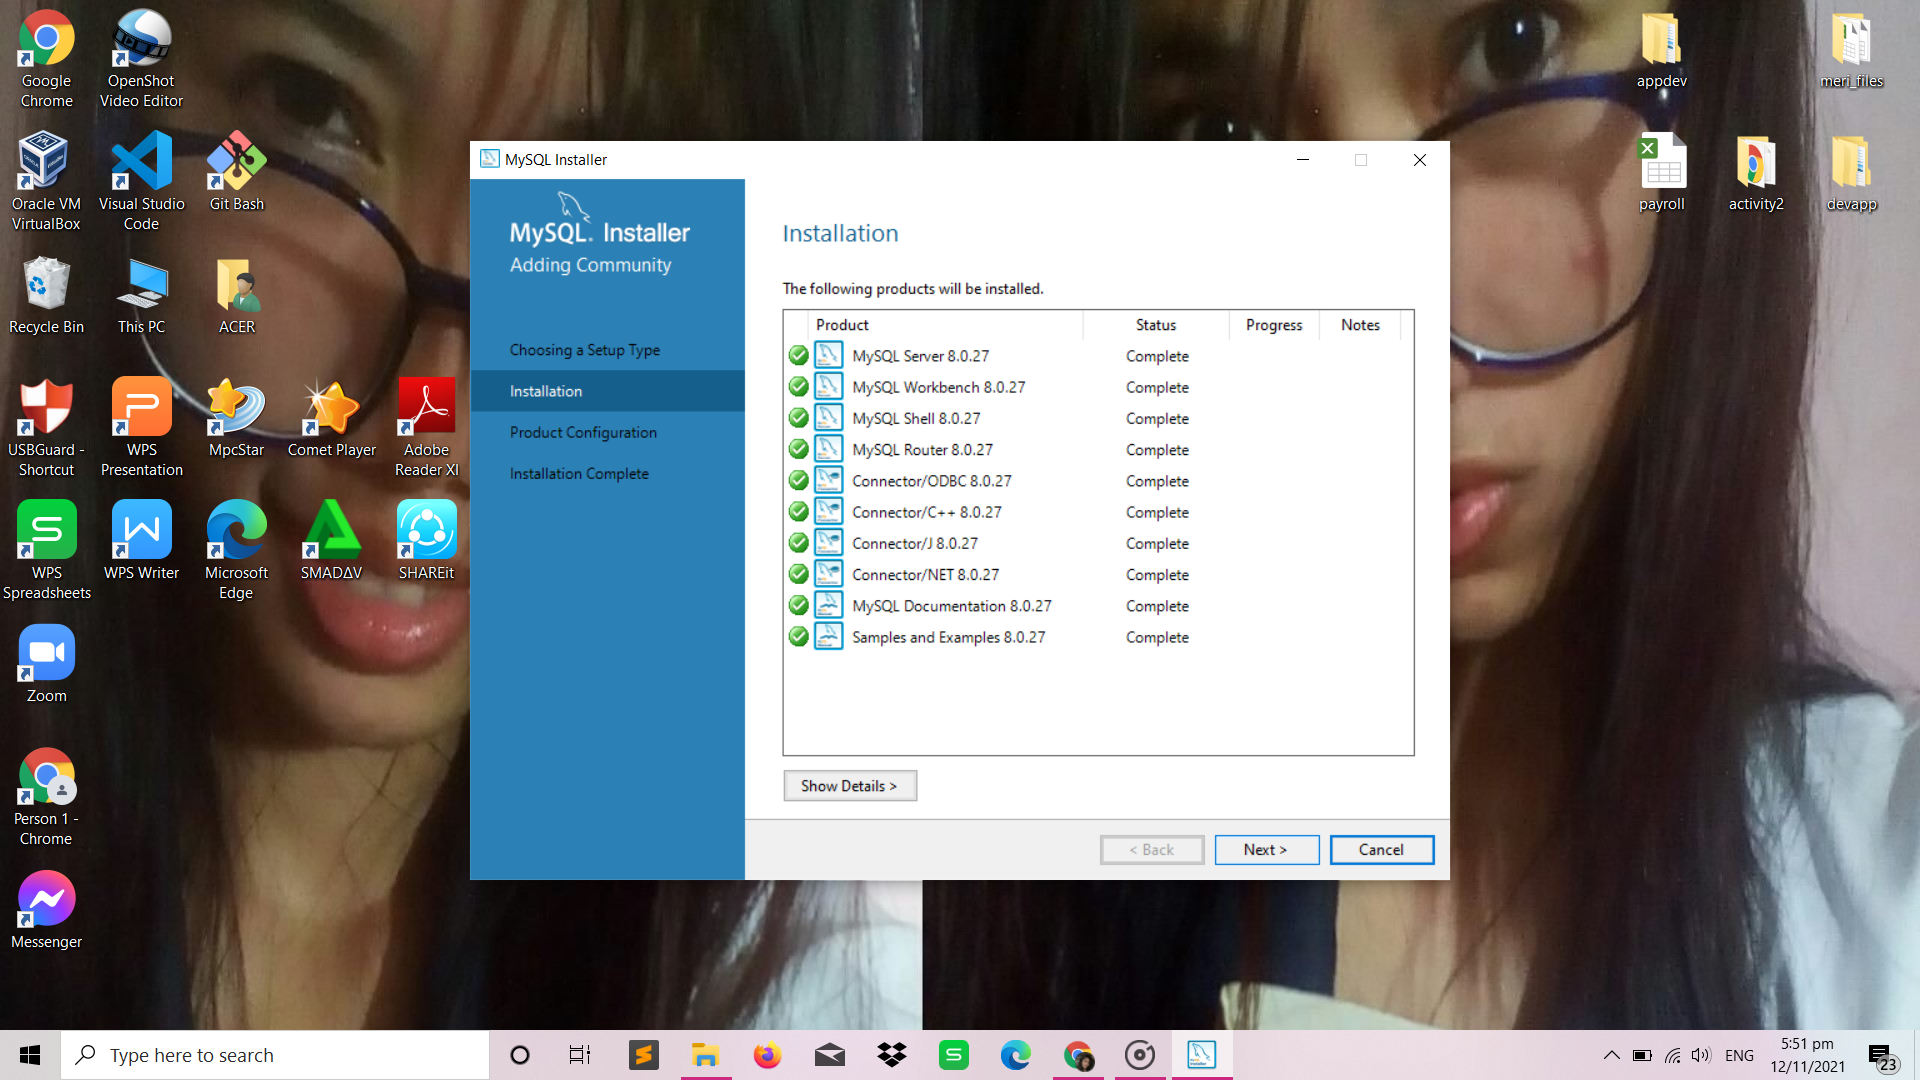 Google
Chrome
OpenShot
Video Editor
Oracle VM
VirtualBox
Visual Studio
Code
Git Bash
Recycle Bin
This PC
ACER
USBGuard -
Shortcut
WPS
Presentation
MpcStar
Comet Player
Adobe
Reader XI
WPS
Spreadsheets
WPS Writer
Microsoft
Edge
SMADΔV
SHAREit
Zoom
Person 1 -
Chrome
Messenger
appdev
meri_files
payroll
activity2
devapp
MySQL Installer
MySQL. Installer
Adding Community
Choosing a Setup Type
Installation
Product Configuration
Installation Complete
Installation
The following products will be installed.
Product Status Progress Notes
MySQL Server 8.0.27 Complete
MySQL Workbench 8.0.27 Complete
MySQL Shell 8.0.27 Complete
MySQL Router 8.0.27 Complete
Connector/ODBC 8.0.27 Complete
Connector/C++ 8.0.27 Complete
Connector/J 8.0.27 Complete
Connector/NET 8.0.27 Complete
MySQL Documentation 8.0.27 Complete
Samples and Examples 8.0.27 Complete
Show Details >
< Back Next > Cancel
Type here to search
ENG
5:51 pm
12/11/2021
23